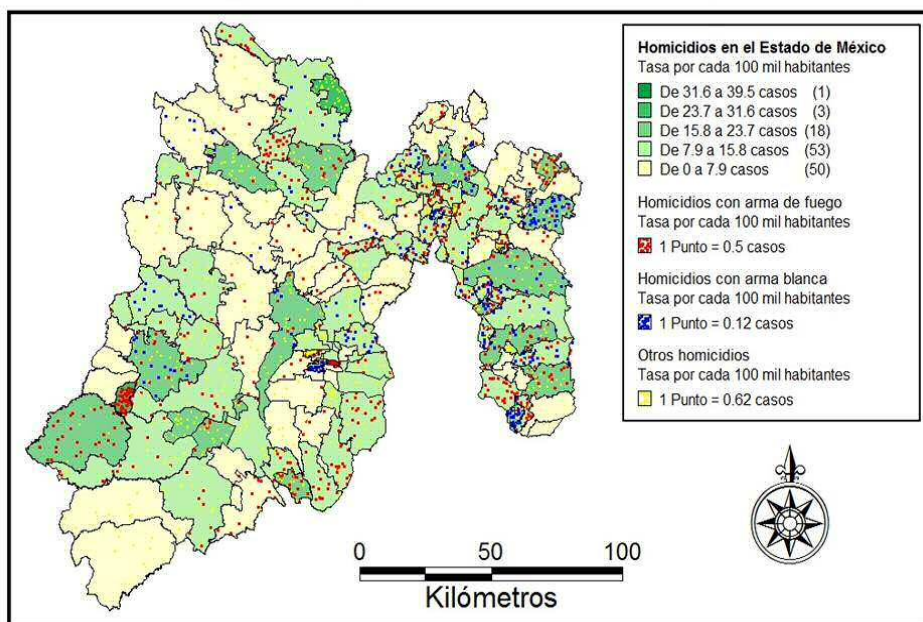 Homicidios en el Estado de México
Tasa por cada 100 mil habitantes
De 31.6 a 39.5 casos (1)
De 23.7 a 31.6 casos (3)
De 15.8 a 23.7 casos (18)
De 7.9 a 15.8 casos (53)
De 0 a 7.9 casos (50)
Homicidios con arma de fuego
Tasa por cada 100 mil habitantes
1 Punto = 0.5 casos
Homicidios con arma blanca
Tasa por cada 100 mil habitantes
1 Punto = 0.12 casos
Otros homicidios
Tasa por cada 100 mil habitantes
1 Punto = 0.62 casos
0 50 100
Kilómetros